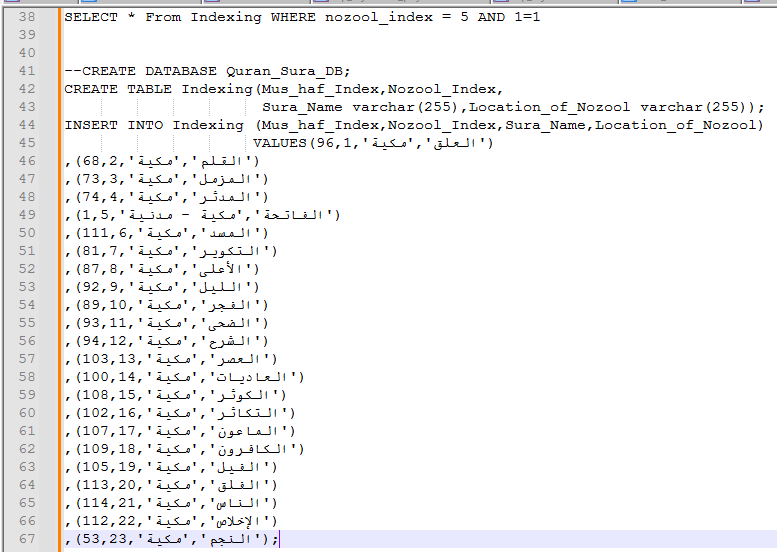 38 SELECT * From Indexing WHERE nozool_index = 5 AND 1=1
39
40
41 --CREATE DATABASE Quran_Sura_DB;
42 CREATE TABLE Indexing(Mus_haf_Index,Nozool_Index,
43 Sura_Name varchar(255),Location_of_Nozool varchar(255));
44 INSERT INTO Indexing (Mus_haf_Index,Nozool_Index,Sura_Name,Location_of_Nozool)
45 VALUES(96,1,'العلق','مكية')
46 ,(68,2,'القلم','مكية')
47 ,(73,3,'المزمل','مكية')
48 ,(74,4,'المدثر','مكية')
49 ,(1,5,'الفاتحة','مكية - مدنية')
50 ,(111,6,'المسد','مكية')
51 ,(81,7,'التكوير','مكية')
52 ,(87,8,'الأعلى','مكية')
53 ,(92,9,'الليل','مكية')
54 ,(89,10,'الفجر','مكية')
55 ,(93,11,'الضحى','مكية')
56 ,(94,12,'الشرح','مكية')
57 ,(103,13,'العصر','مكية')
58 ,(100,14,'العاديات','مكية')
59 ,(108,15,'الكوثر','مكية')
60 ,(102,16,'التكاثر','مكية')
61 ,(107,17,'الماعون','مكية')
62 ,(109,18,'الكافرون','مكية')
63 ,(105,19,'الفيل','مكية')
64 ,(113,20,'الفلق','مكية')
65 ,(114,21,'الناس','مكية')
66 ,(112,22,'الإخلاص','مكية')
67 ,(53,23,'النجم','مكية');